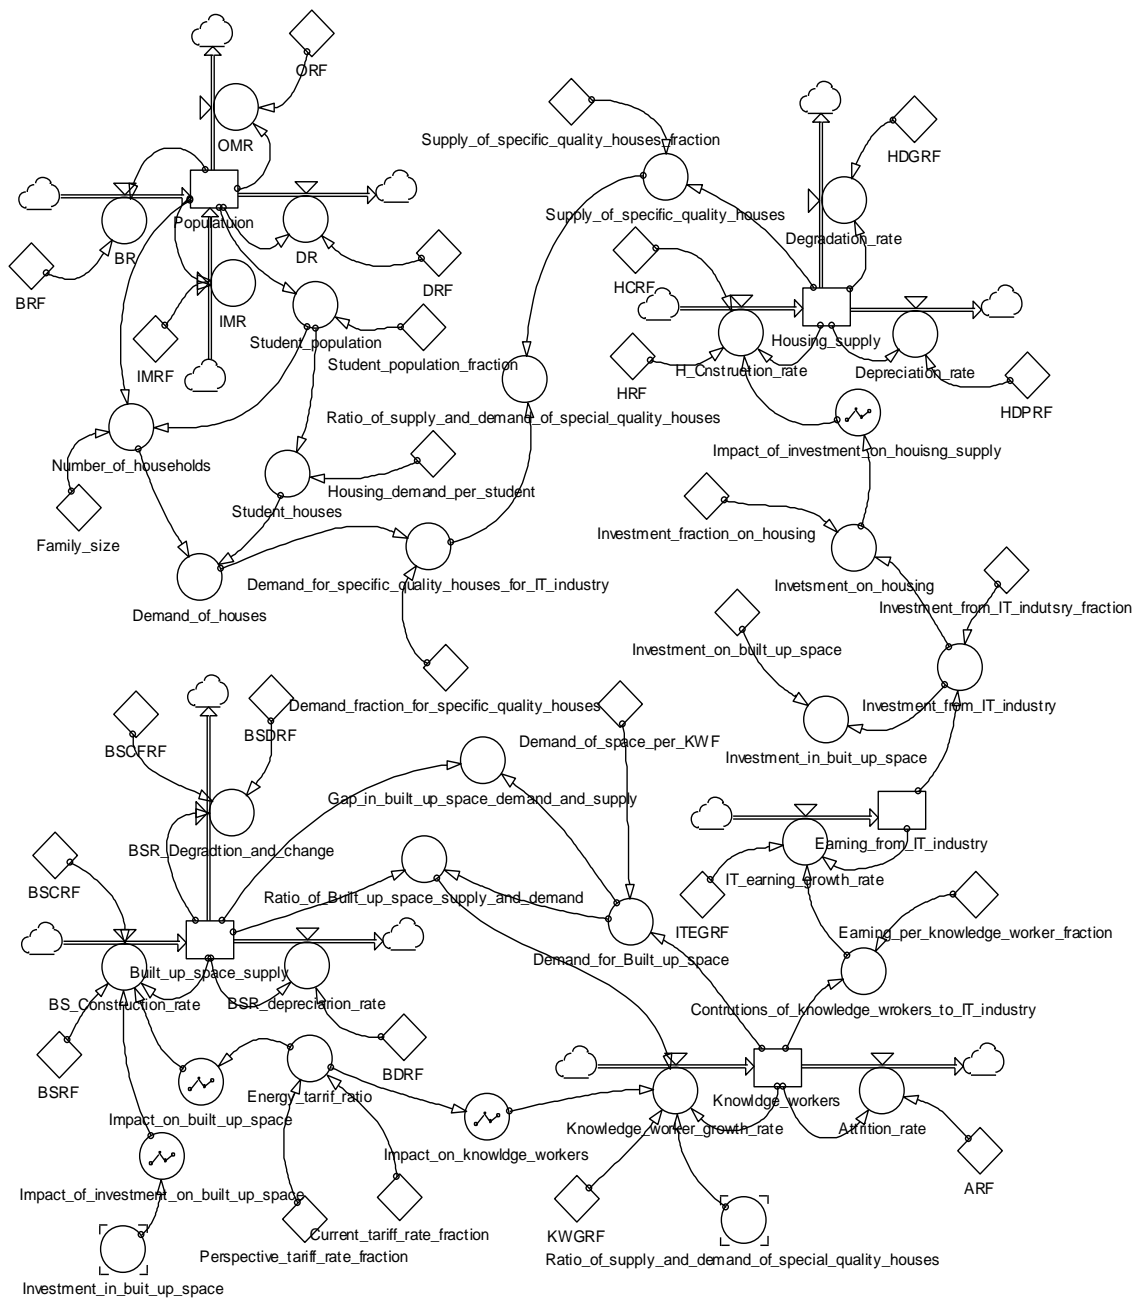 ORF
OMR
Populatuion
BR
DR
BRF
DRF
IMR
IMRF
Student_population
Student_population_fraction
Number_of_households
Family_size
Housing_demand_per_student
Student_houses
Demand_of_houses
Demand_for_specific_quality_houses_for_IT_industry
Demand_fraction_for_specific_quality_houses
Supply_of_specific_quality_houses_fraction
Supply_of_specific_quality_houses
Ratio_of_supply_and_demand_of_special_quality_houses
HDGRF
Degradation_rate
HCRF
HRF
Housing_supply
H_Cnstruction_rate
Depreciation_rate
HDPRF
Impact_of_investment_on_houisng_supply
Investment_fraction_on_housing
Invetsment_on_housing
Investment_from_IT_indutsry_fraction
Investment_on_built_up_space
Investment_from_IT_industry
Investment_in_buit_up_space
Earning_from_IT_industry
IT_earning_growth_rate
ITEGRF
Earning_per_knowledge_worker_fraction
Contrutions_of_knowledge_wrokers_to_IT_industry
BSCFRF
BSDRF
BSR_Degradtion_and_change
Demand_of_space_per_KWF
Gap_in_built_up_space_demand_and_supply
Ratio_of_Built_up_space_supply_and_demand
Demand_for_Built_up_space
BSCRF
Built_up_space_supply
BS_Construction_rate
BSR_depreciation_rate
BSRF
BDRF
Impact_on_built_up_space
Energy_tarrif_ratio
Impact_on_knowldge_workers
Impact_of_investment_on_built_up_space
Current_tariff_rate_fraction
Perspective_tariff_rate_fraction
Investment_in_buit_up_space
Knowldge_workers
Knowledge_worker_growth_rate
Attrition_rate
ARF
KWGRF
Ratio_of_supply_and_demand_of_special_quality_houses